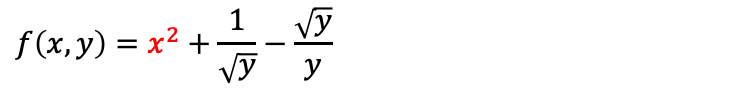 f(x,y) = x² + 1/√y − √y/y